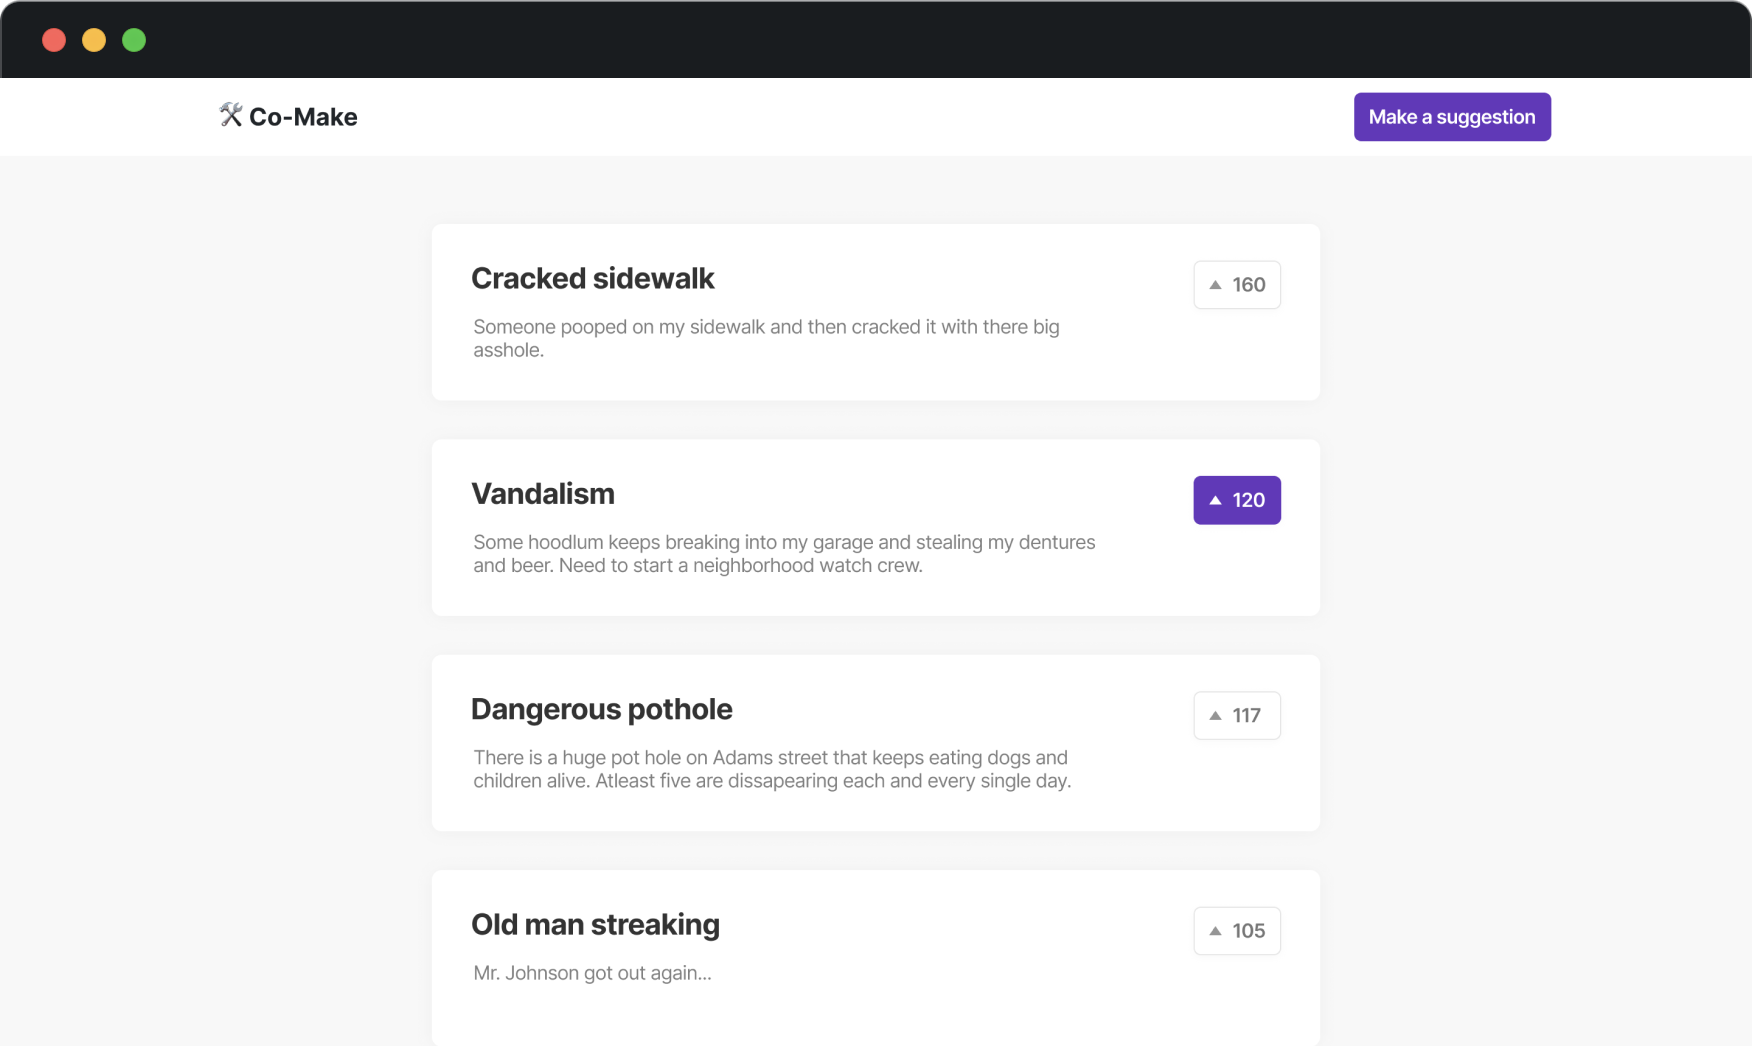 Co-Make
Make a suggestion
Cracked sidewalk
160
Someone pooped on my sidewalk and then cracked it with there big
asshole.
Vandalism
120
Some hoodlum keeps breaking into my garage and stealing my dentures
and beer. Need to start a neighborhood watch crew.
Dangerous pothole
117
There is a huge pot hole on Adams street that keeps eating dogs and
children alive. Atleast five are dissapearing each and every single day.
Old man streaking
105
Mr. Johnson got out again...